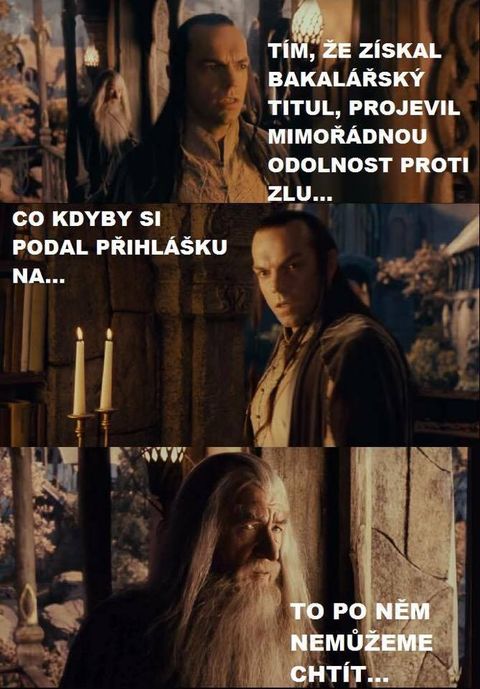 TÍM, ŽE ZÍSKAL
BAKALÁŘSKÝ
TITUL, PROJEVIL
MIMOŘÁDNOU
ODOLNOST PROTI
ZLU...
CO KDYBY SI
PODAL PŘIHLÁŠKU
NA...
TO PO NĚM
NEMŮŽEME
CHTÍT...